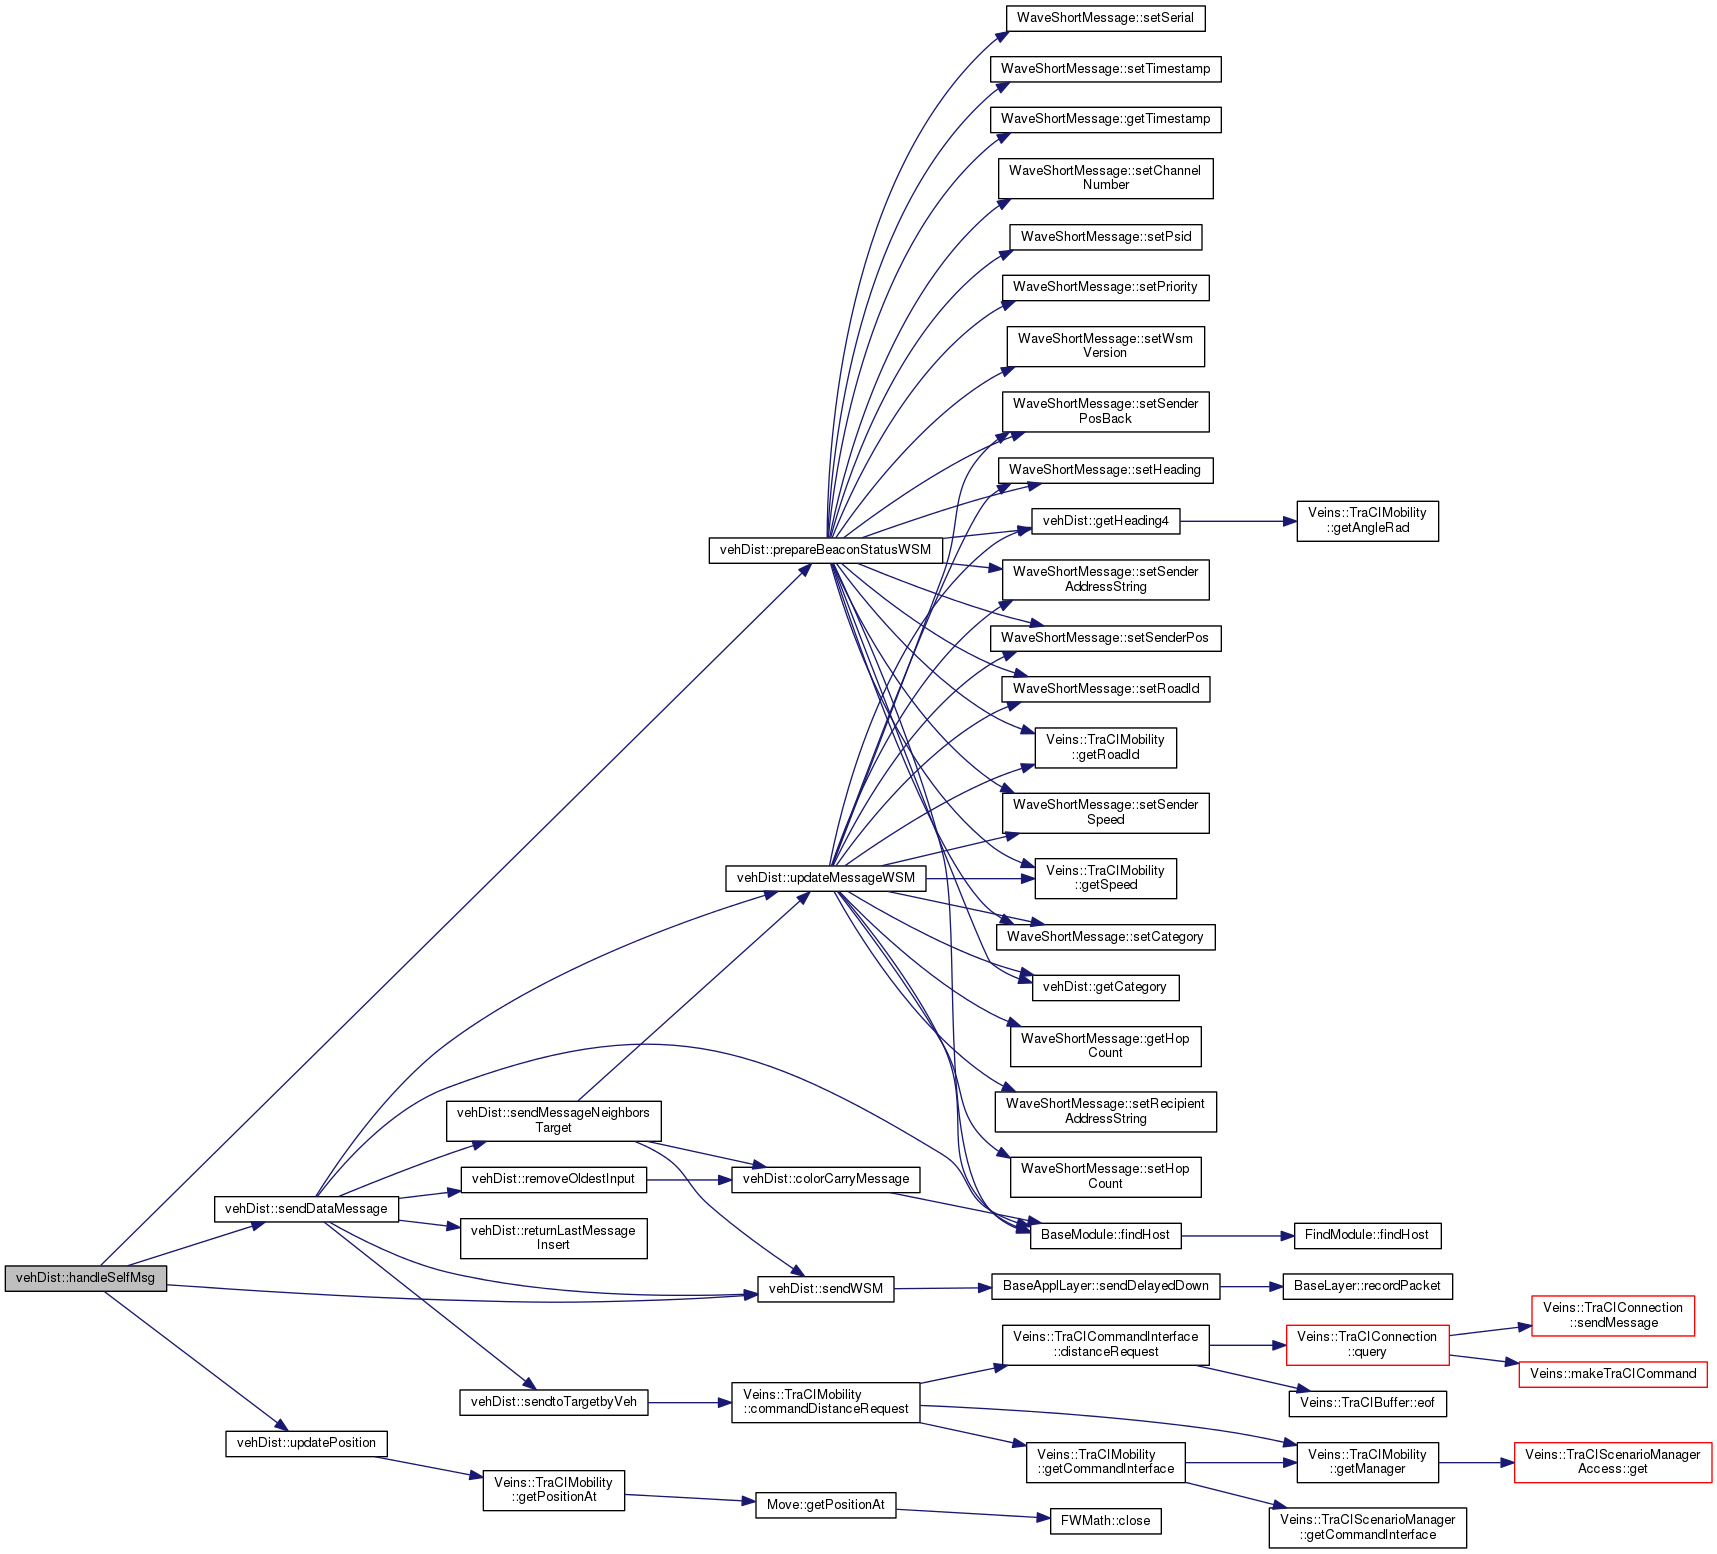 WaveShortMessage::setSerial
WaveShortMessage::setTimestamp
WaveShortMessage::getTimestamp
WaveShortMessage::setChannel
Number
WaveShortMessage::setPsid
WaveShortMessage::setPriority
WaveShortMessage::setWsm
Version
WaveShortMessage::setSender
PosBack
WaveShortMessage::setHeading
vehDist::getHeading4
Veins::TraCIMobility
::getAngleRad
vehDist::prepareBeaconStatusWSM
WaveShortMessage::setSender
AddressString
WaveShortMessage::setSenderPos
WaveShortMessage::setRoadId
Veins::TraCIMobility
::getRoadId
WaveShortMessage::setSender
Speed
vehDist::updateMessageWSM
Veins::TraCIMobility
::getSpeed
WaveShortMessage::setCategory
vehDist::getCategory
WaveShortMessage::getHop
Count
WaveShortMessage::setRecipient
AddressString
vehDist::sendMessageNeighbors
Target
WaveShortMessage::setHop
Count
vehDist::removeOldestInput
vehDist::colorCarryMessage
vehDist::sendDataMessage
vehDist::returnLastMessage
Insert
BaseModule::findHost
FindModule::findHost
vehDist::handleSelfMsg
vehDist::sendWSM
BaseApplLayer::sendDelayedDown
BaseLayer::recordPacket
Veins::TraCIConnection
::sendMessage
Veins::TraCICommandInterface
::distanceRequest
Veins::TraCIConnection
::query
Veins::makeTraCICommand
vehDist::sendtoTargetbyVeh
Veins::TraCIMobility
::commandDistanceRequest
Veins::TraCIBuffer::eof
vehDist::updatePosition
Veins::TraCIMobility
::getCommandInterface
Veins::TraCIMobility
::getManager
Veins::TraCIScenarioManager
Access::get
Veins::TraCIMobility
::getPositionAt
Move::getPositionAt
FWMath::close
Veins::TraCIScenarioManager
::getCommandInterface